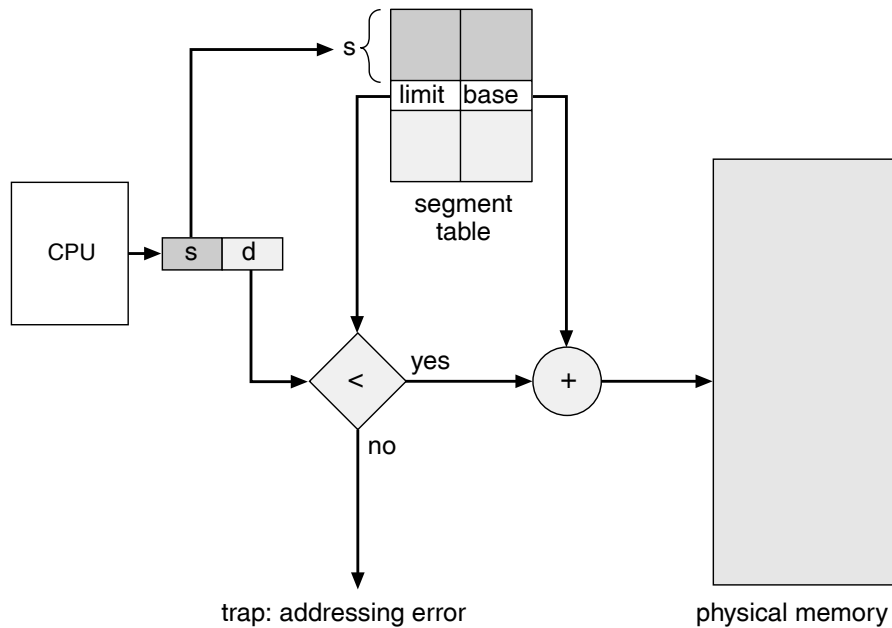 s
limit base
segment
table
CPU
s d
yes
<
+
no
trap: addressing error
physical memory